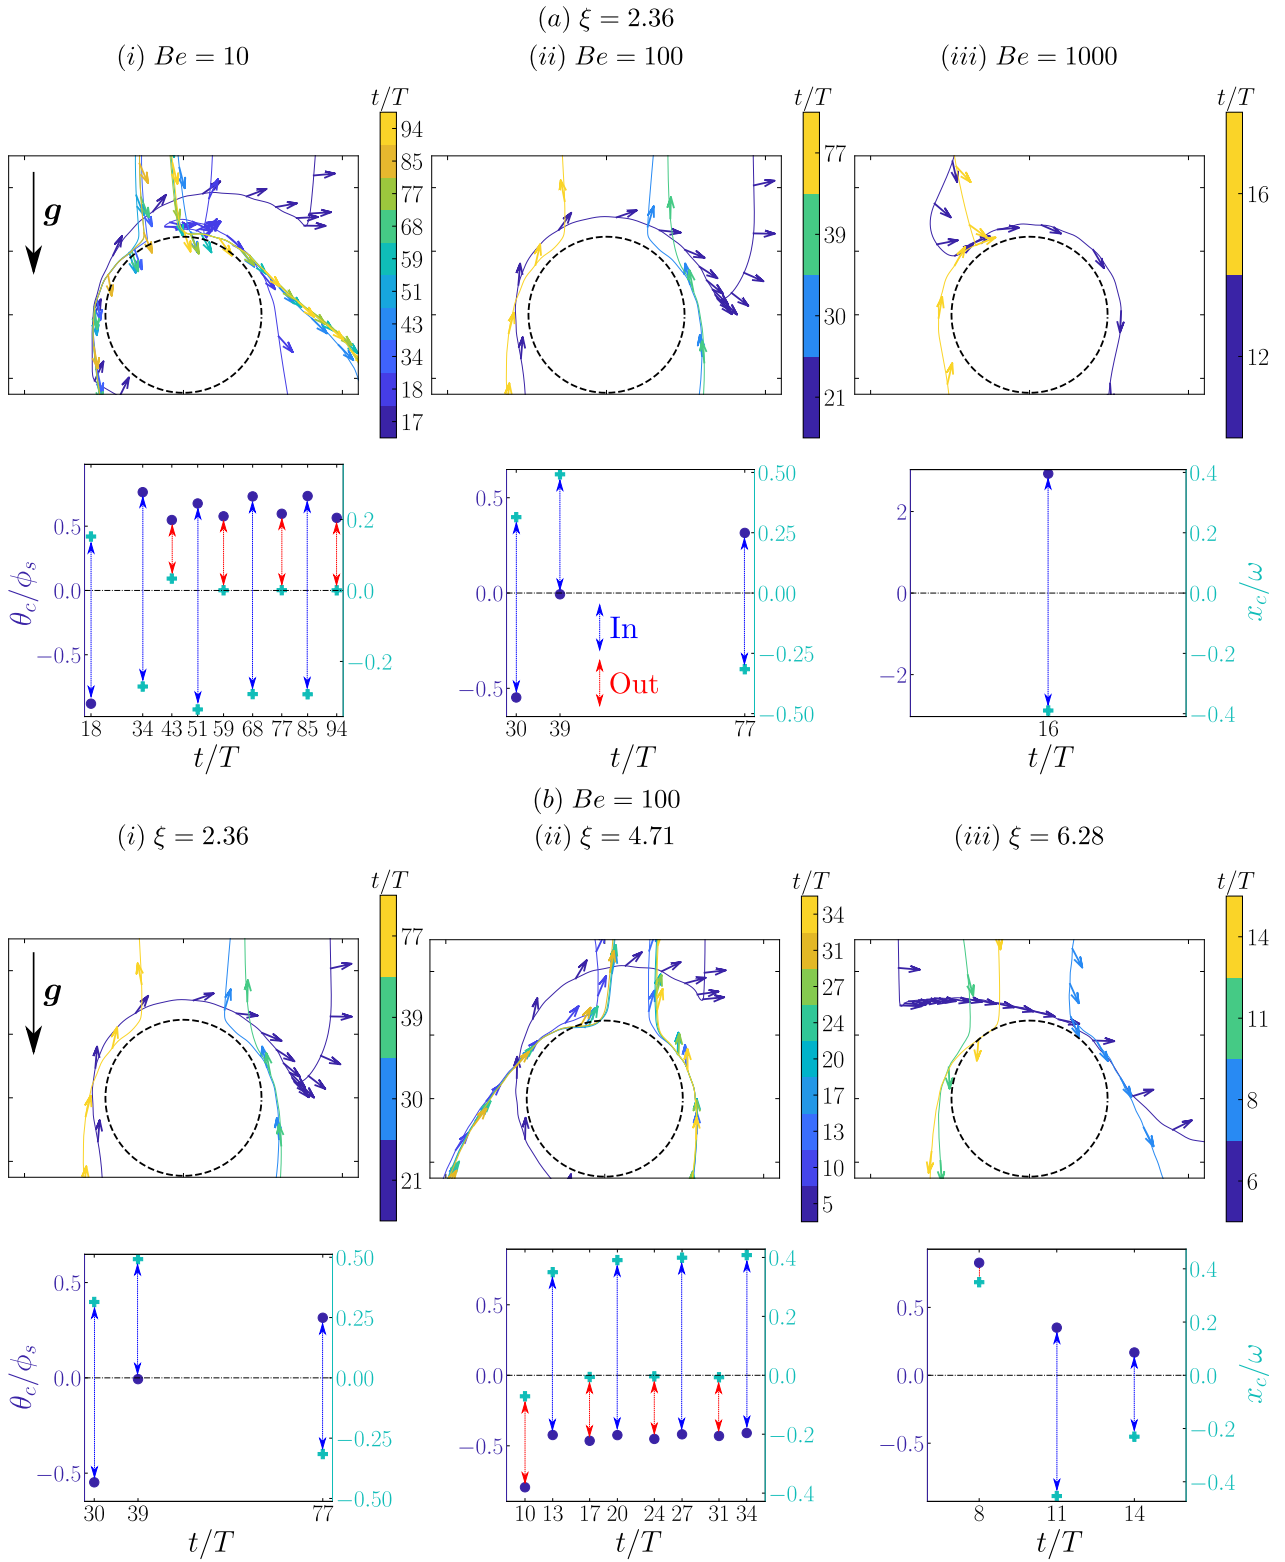 (a) ξ = 2.36
(i) Be = 10
(ii) Be = 100
(iii) Be = 1000
t/T
94
85
77
68
59
51
43
34
18
17
g
t/T
77
39
30
21
t/T
16
12
0.5
0.0
−0.5
θc/ϕs
0.2
0.0
−0.2
18 34 43 51 59 68 77 85 94
t/T
0.5
0.0
−0.5
In
Out
0.50
0.25
0.00
−0.25
−0.50
30 39 77
t/T
2
0
−2
0.4
0.2
0.0
−0.2
−0.4
xc/ω
16
t/T
(b) Be = 100
(i) ξ = 2.36
(ii) ξ = 4.71
(iii) ξ = 6.28
g
t/T
77
39
30
21
t/T
34
31
27
24
20
17
13
10
5
t/T
14
11
8
6
0.5
0.0
−0.5
θc/ϕs
0.50
0.25
0.00
−0.25
−0.50
30 39 77
t/T
0.5
0.0
−0.5
0.4
0.2
0.0
−0.2
−0.4
10 13 17 20 24 27 31 34
t/T
0.5
0.0
−0.5
0.4
0.2
0.0
−0.2
−0.4
xc/ω
8 11 14
t/T